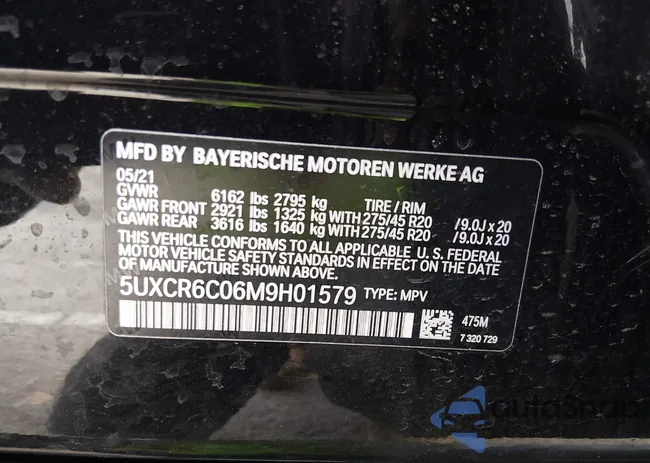 MFD BY BAYERISCHE MOTOREN WERKE AG
05/21
GVWR 6162 lbs 2795 kg TIRE / RIM
GAWR FRONT 2921 lbs 1325 kg WITH 275/45 R20 /9.0J x 20
GAWR REAR 3616 lbs 1640 kg WITH 275/45 R20 /9.0J x 20
THIS VEHICLE CONFORMS TO ALL APPLICABLE U. S. FEDERAL
MOTOR VEHICLE SAFETY STANDARDS IN EFFECT ON THE
DATE OF MANUFACTURE SHOWN ABOVE.
5UXCR6C06M9H01579 TYPE: MPV
475M
7 320 729
autoSnap